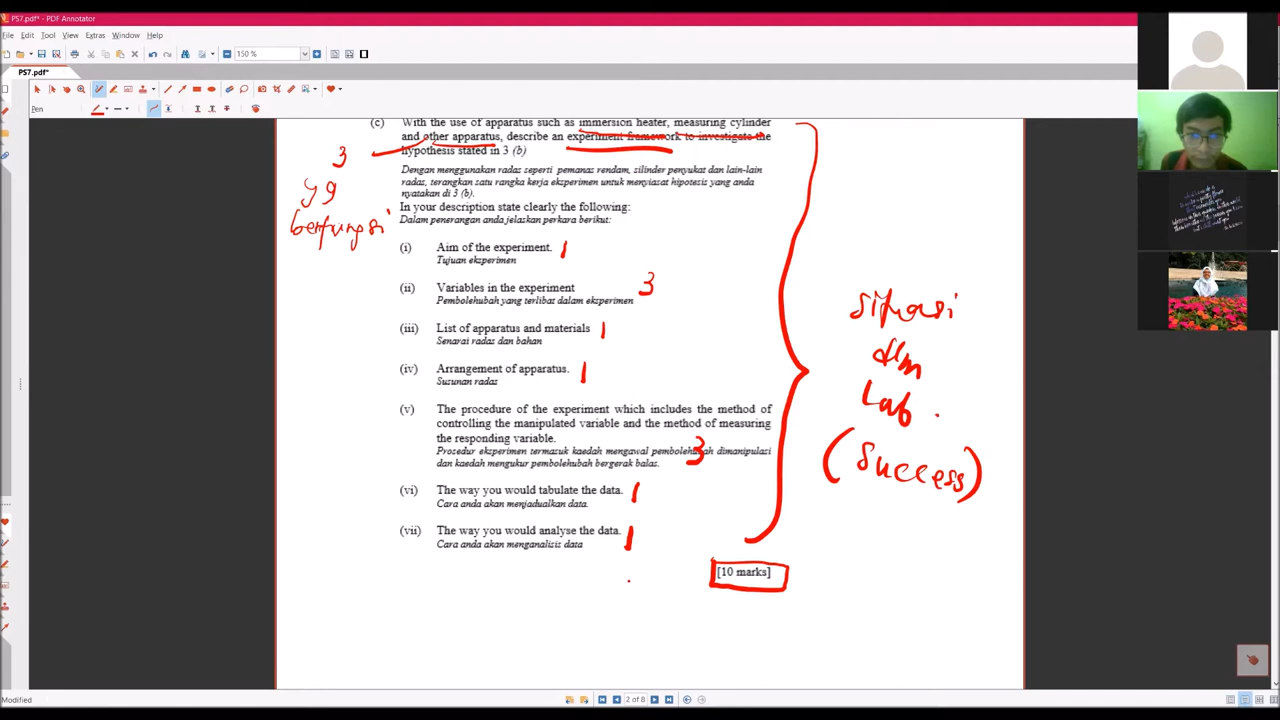 PS7.pdf* - PDF Annotator
File Edit Tool View Extras Window Help
150 %
PS7.pdf*
Pen
(c) With the use of apparatus such as immersion heater, measuring cylinder
and other apparatus, describe an experiment framework to investigate the
hypothesis stated in 3 (b)
3
yg
berfungsi
Dengan menggunakan radas seperti pemanas rendam, silinder penyukat dan lain-lain
radas, terangkan satu rangka kerja eksperimen untuk menyiasat hipotesis yang anda
nyatakan di 3 (b).
In your description state clearly the following:
Dalam penerangan anda jelaskan perkara berikut:
(i) Aim of the experiment. 1
Tujuan eksperimen
(ii) Variables in the experiment 3
Pembolehubah yang terlibat dalam eksperimen
(iii) List of apparatus and materials 1
Senarai radas dan bahan
(iv) Arrangement of apparatus. 1
Susunan radas
(v) The procedure of the experiment which includes the method of
controlling the manipulated variable and the method of measuring
the responding variable.
Prosedur eksperimen termasuk kaedah mengawal pembolehubah dimanipulasi
dan kaedah mengukur pembolehubah bergerak balas. 3
(vi) The way you would tabulate the data. 1
Cara anda akan menjadualkan data.
(vii) The way you would analyse the data. 1
Cara anda akan menganalisis data
[10 marks]
situasi
dlm
Lab
(Success)
Modified
2 of 8